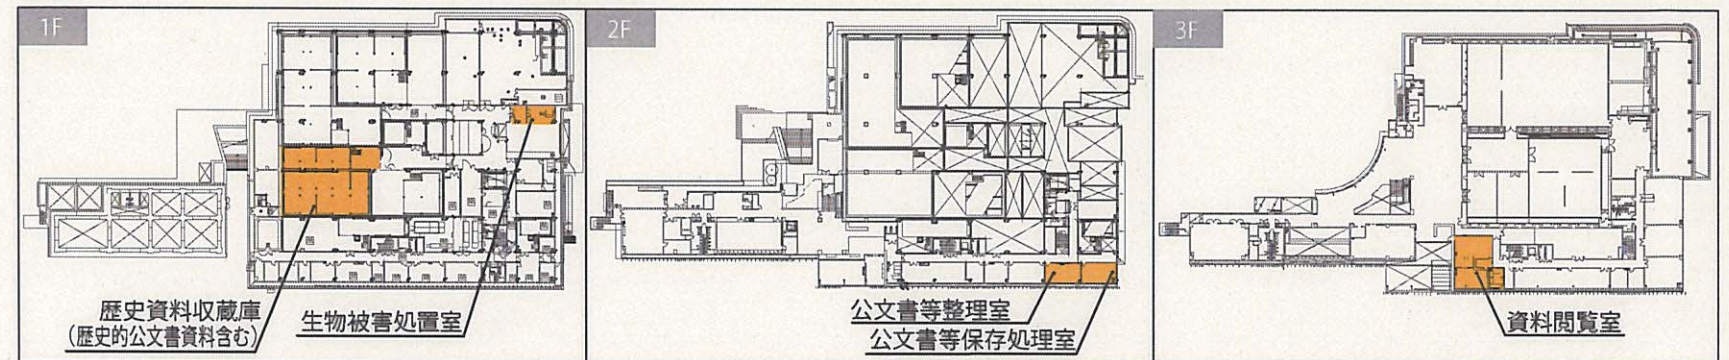 1F
歴史資料収蔵庫
(歴史的公文書資料含む)
生物被害処置室
2F
公文書等整理室
公文書等保存処理室
3F
資料閲覧室